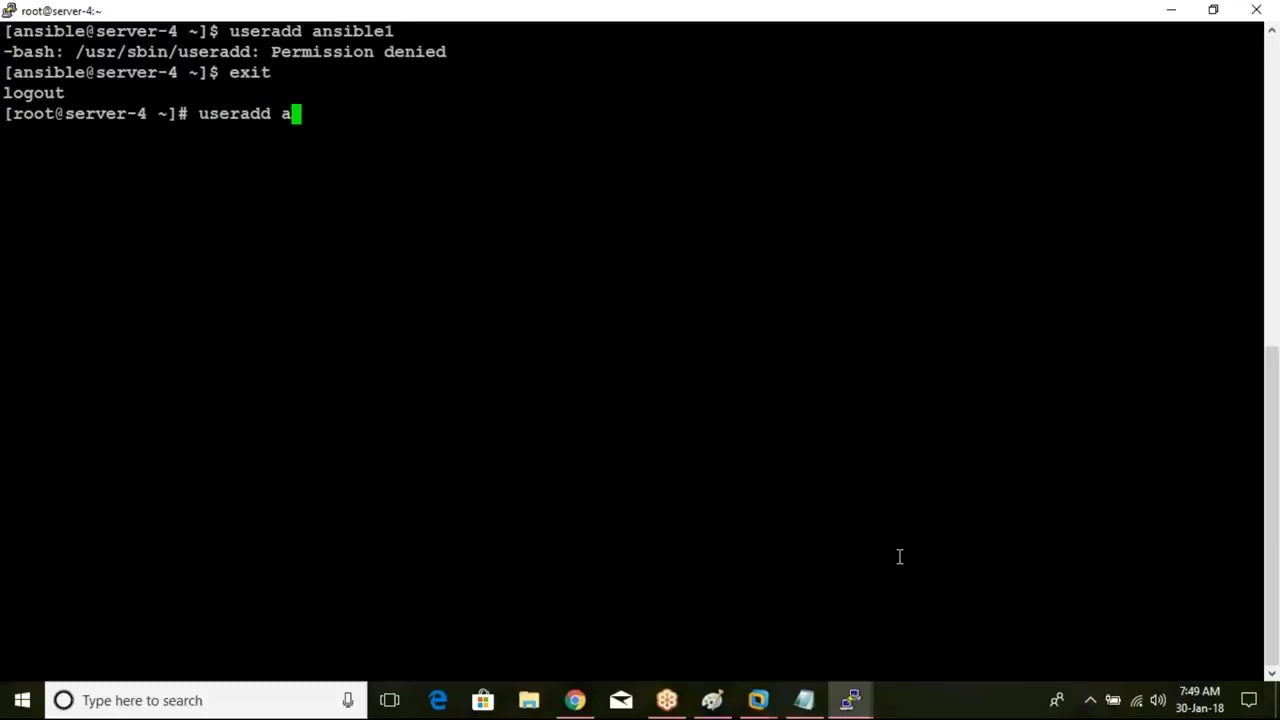 root@server-4:~
[ansible@server-4 ~]$ useradd ansible1
-bash: /usr/sbin/useradd: Permission denied
[ansible@server-4 ~]$ exit
logout
[root@server-4 ~]# useradd a
Type here to search
7:49 AM
30-Jan-18